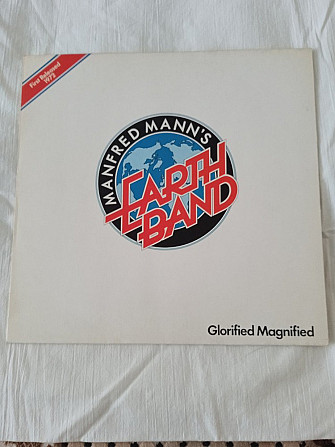 First Released
1972
MANFRED MANN'S
EARTH
BAND
Glorified Magnified